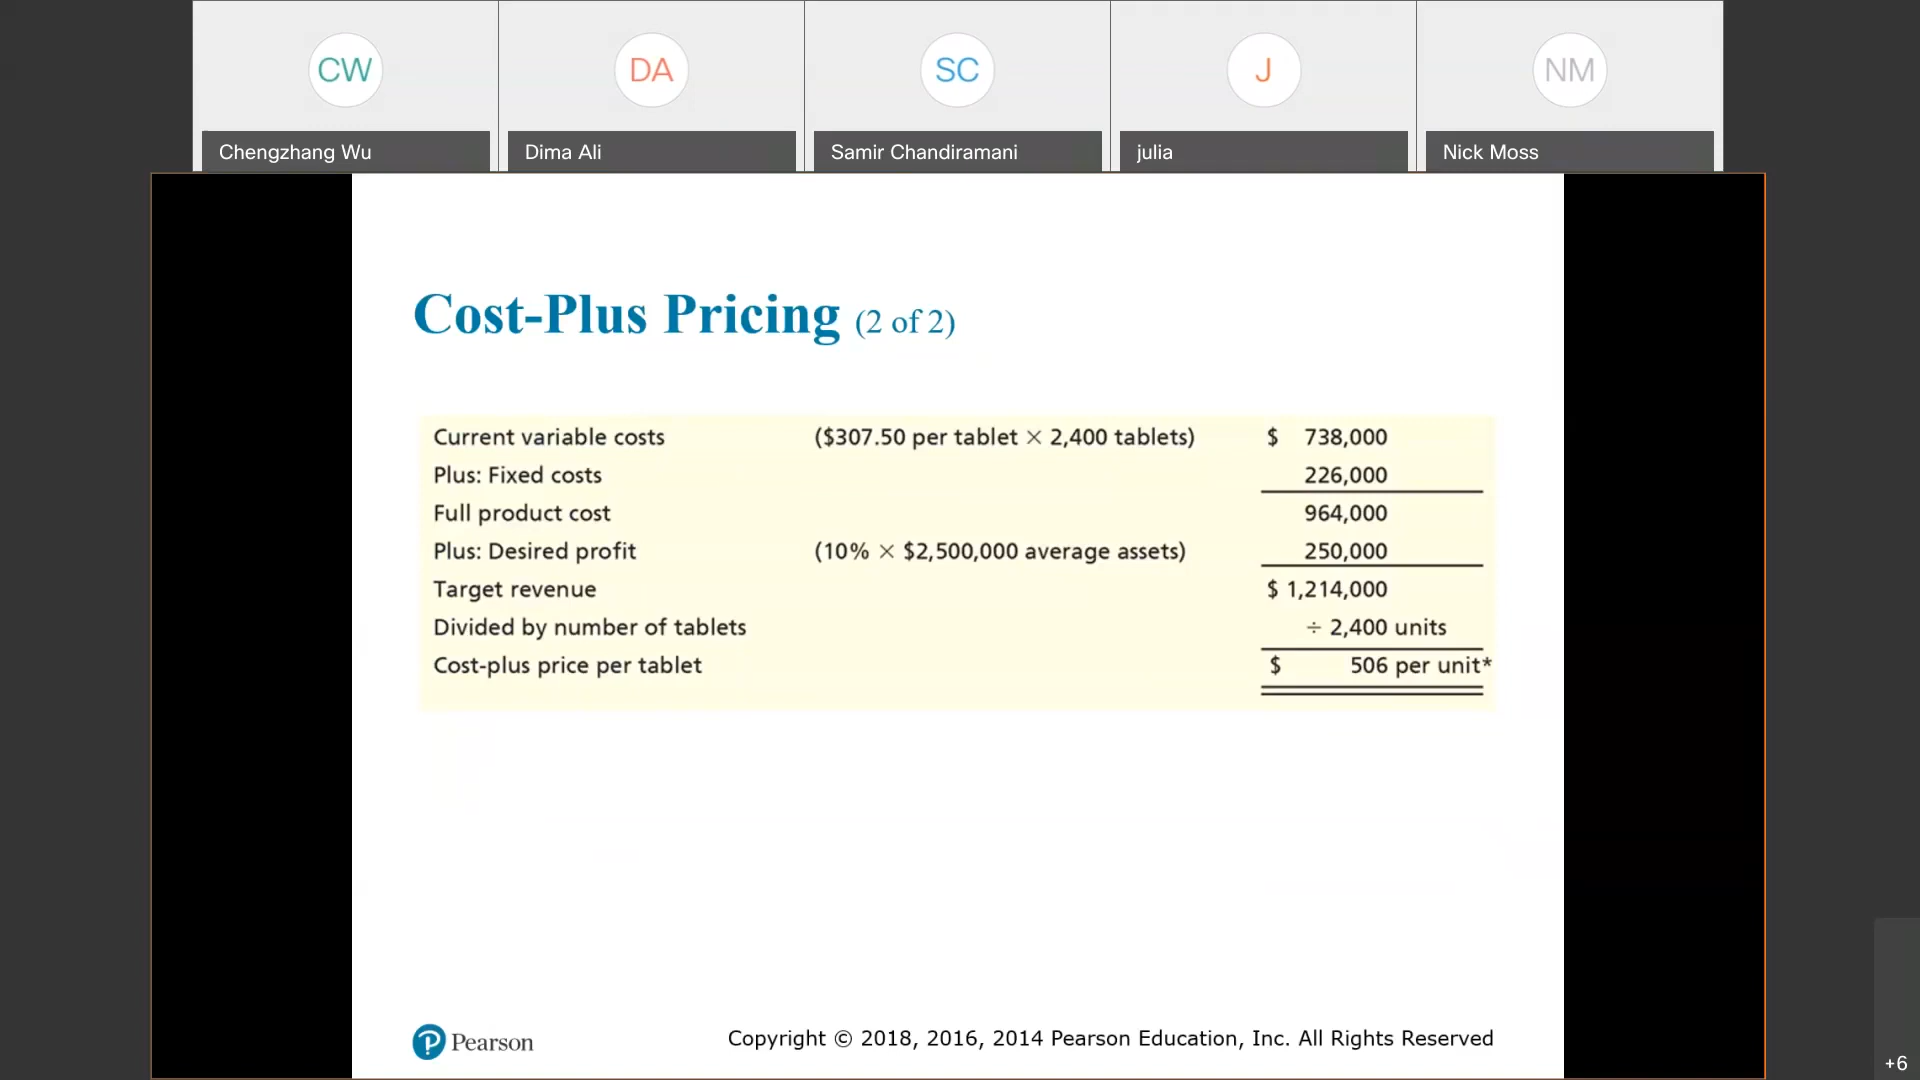 CW DA SC J NM
Chengzhang Wu Dima Ali Samir Chandiramani julia Nick Moss
Cost-Plus Pricing (2 of 2)
Current variable costs ($307.50 per tablet × 2,400 tablets) $ 738,000
Plus: Fixed costs 226,000
Full product cost 964,000
Plus: Desired profit (10% × $2,500,000 average assets) 250,000
Target revenue $ 1,214,000
Divided by number of tablets ÷ 2,400 units
Cost-plus price per tablet $ 506 per unit*
P Pearson Copyright © 2018, 2016, 2014 Pearson Education, Inc. All Rights Reserved
+6